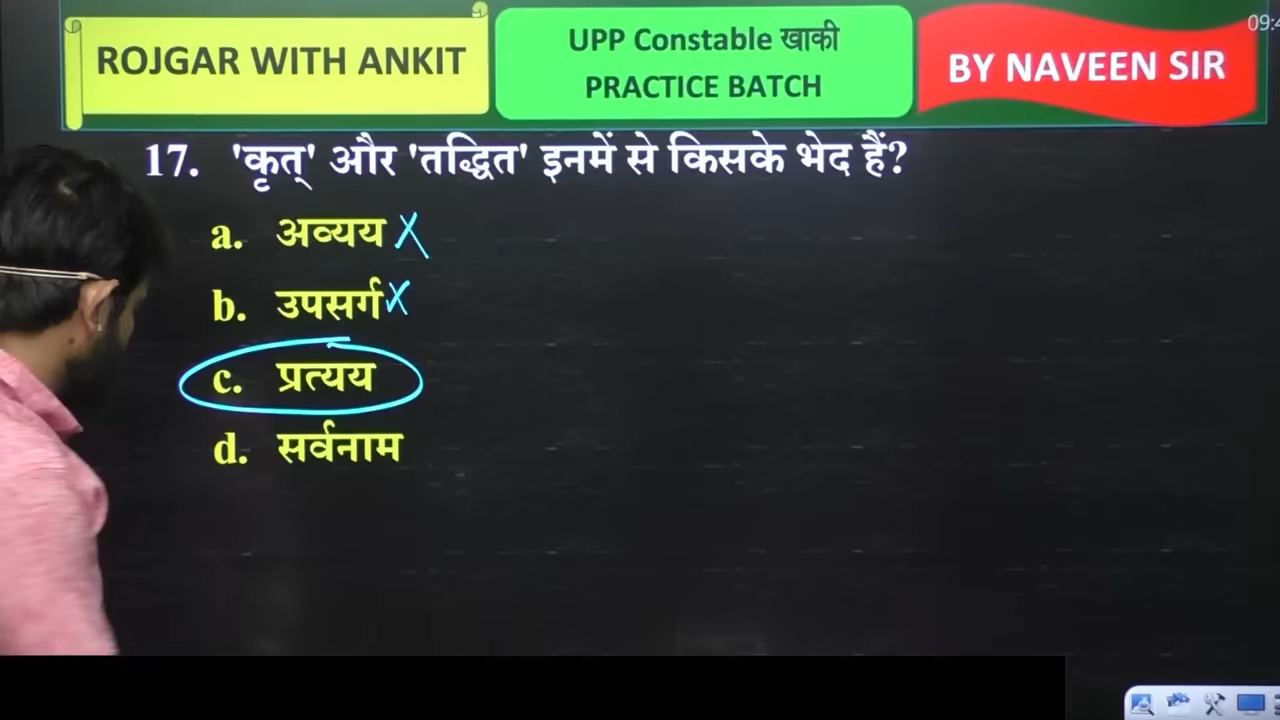 ROJGAR WITH ANKIT
UPP Constable खाकी
PRACTICE BATCH
BY NAVEEN SIR
17. 'कृत्' और 'तद्धित' इनमें से किसके भेद हैं?
a. अव्यय X
b. उपसर्ग X
c. प्रत्यय
d. सर्वनाम